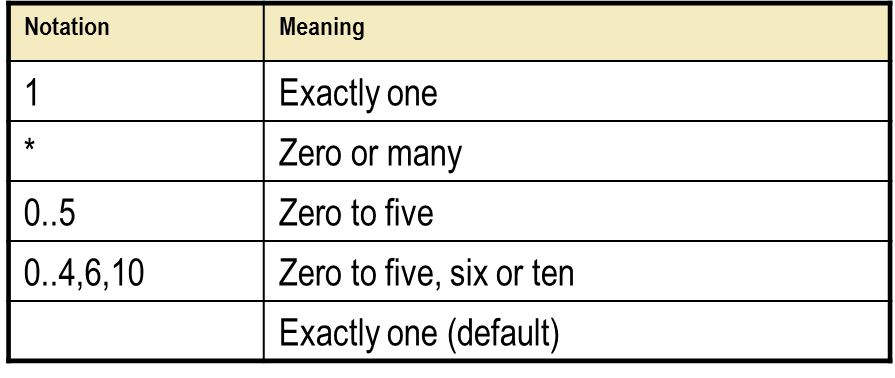 Notation Meaning
1 Exactly one
* Zero or many
0..5 Zero to five
0..4,6,10 Zero to five, six or ten
Exactly one (default)